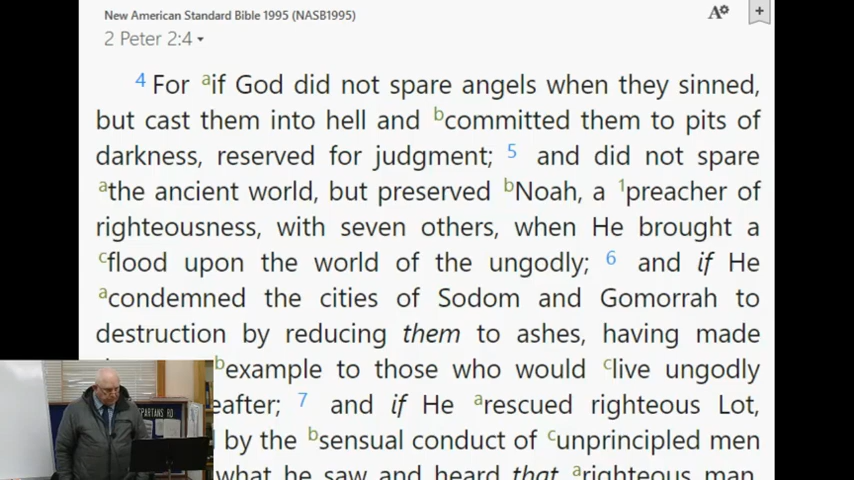 New American Standard Bible 1995 (NASB1995)
2 Peter 2:4
4 For aif God did not spare angels when they sinned,
but cast them into hell and bcommitted them to pits of
darkness, reserved for judgment; 5 and did not spare
athe ancient world, but preserved bNoah, a 1preacher of
righteousness, with seven others, when He brought a
cflood upon the world of the ungodly; 6 and if He
acondemned the cities of Sodom and Gomorrah to
destruction by reducing them to ashes, having made
bexample to those who would clive ungodly
eafter; 7 and if He arescued righteous Lot,
by the bsensual conduct of cunprincipled men
what he saw and heard that arighteous man,
SPARTANS RD